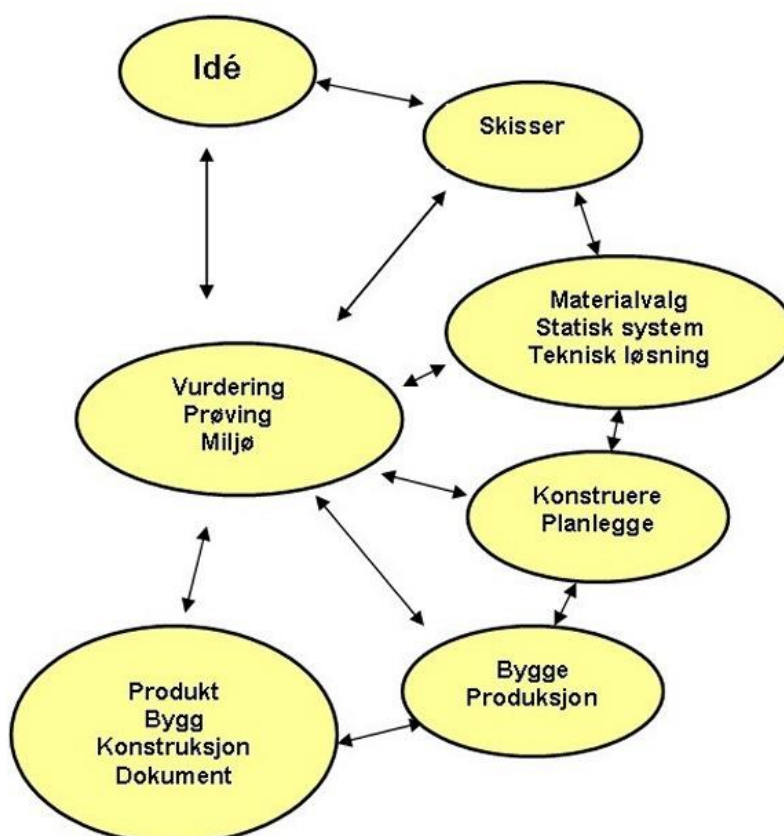 Idé
Skisser
Materialvalg
Statisk system
Teknisk løsning
Vurdering
Prøving
Miljø
Konstruere
Planlegge
Bygge
Produksjon
Produkt
Bygg
Konstruksjon
Dokument